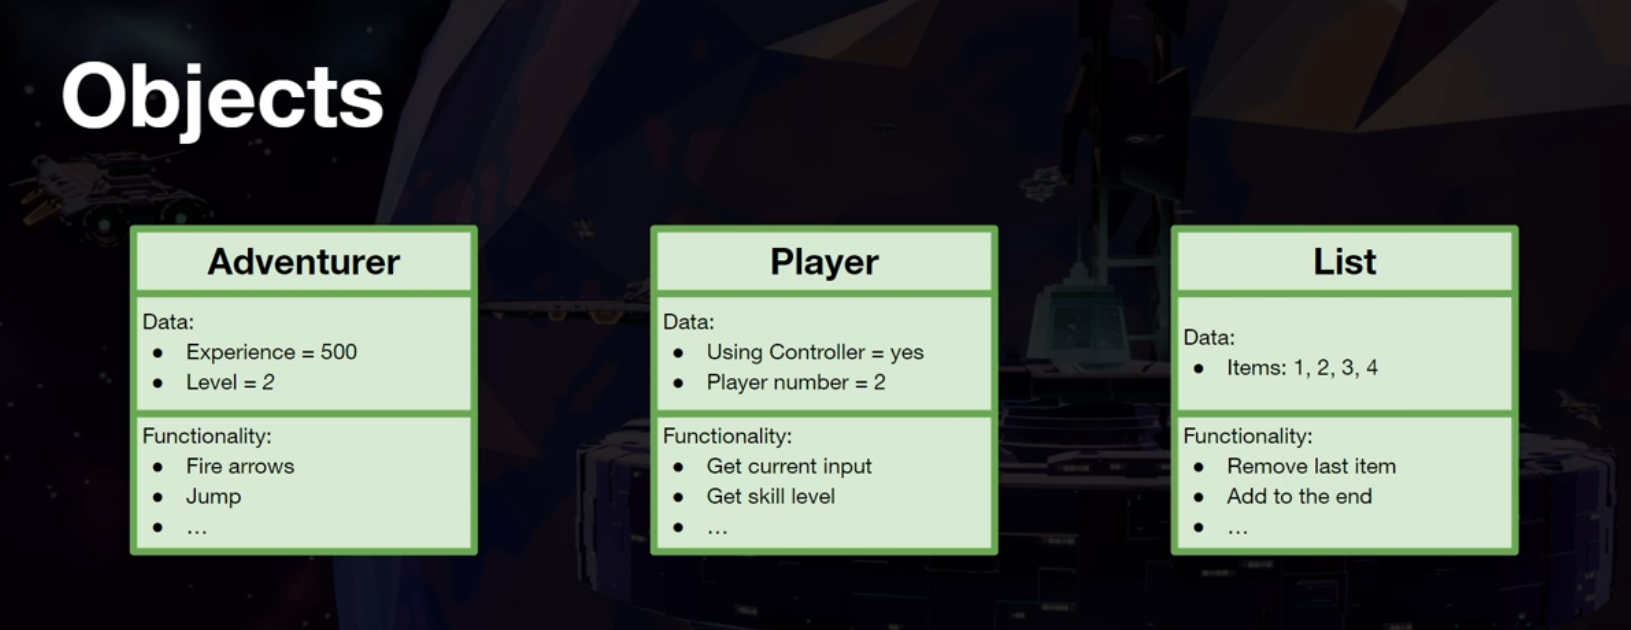 Objects
Adventurer
Data:
● Experience = 500
● Level = 2
Functionality:
● Fire arrows
● Jump
● ...
Player
Data:
● Using Controller = yes
● Player number = 2
Functionality:
● Get current input
● Get skill level
● ...
List
Data:
● Items: 1, 2, 3, 4
Functionality:
● Remove last item
● Add to the end
● ...